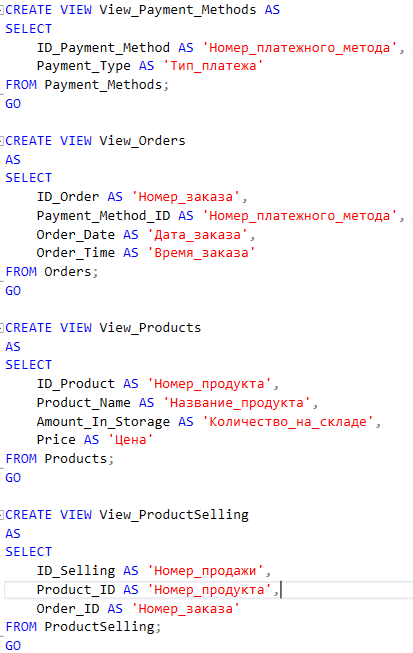 CREATE VIEW View_Payment_Methods AS
SELECT
ID_Payment_Method AS 'Номер_платежного_метода',
Payment_Type AS 'Тип_платежа'
FROM Payment_Methods;
GO
CREATE VIEW View_Orders
AS
SELECT
ID_Order AS 'Номер_заказа',
Payment_Method_ID AS 'Номер_платежного_метода',
Order_Date AS 'Дата_заказа',
Order_Time AS 'Время_заказа'
FROM Orders;
GO
CREATE VIEW View_Products
AS
SELECT
ID_Product AS 'Номер_продукта',
Product_Name AS 'Название_продукта',
Amount_In_Storage AS 'Количество_на_складе',
Price AS 'Цена'
FROM Products;
GO
CREATE VIEW View_ProductSelling
AS
SELECT
ID_Selling AS 'Номер_продажи',
Product_ID AS 'Номер_продукта',
Order_ID AS 'Номер_заказа'
FROM ProductSelling;
GO